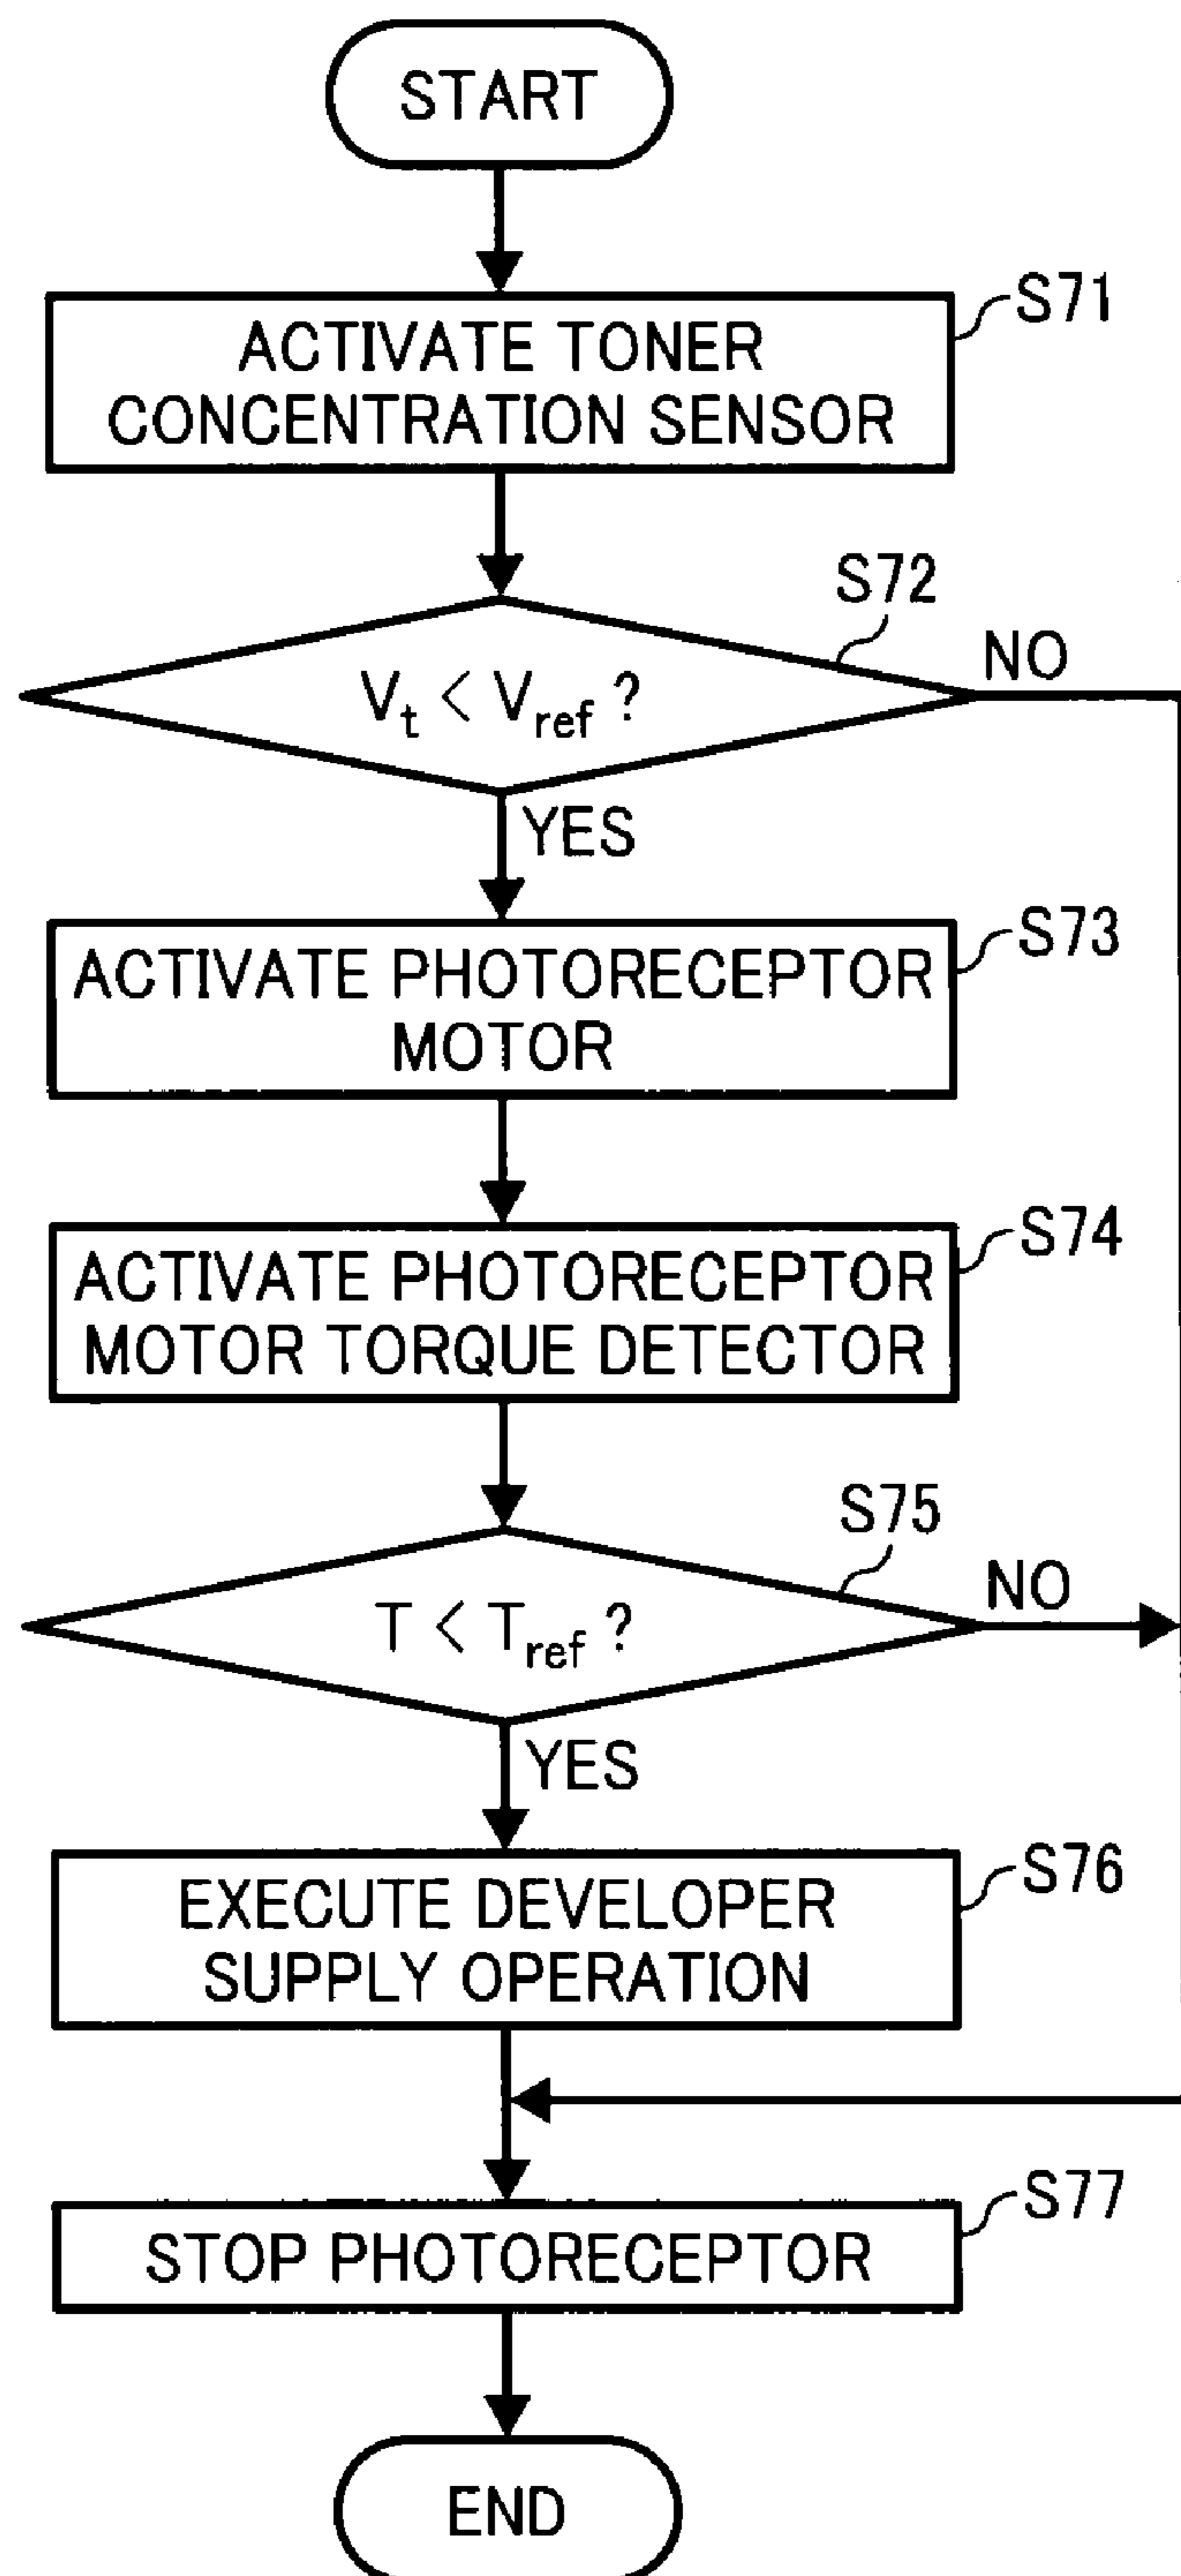 START
S71
ACTIVATE TONER
CONCENTRATION SENSOR
S72
Vt < Vref ?
NO
YES
S73
ACTIVATE PHOTORECEPTOR
MOTOR
S74
ACTIVATE PHOTORECEPTOR
MOTOR TORQUE DETECTOR
S75
T < Tref ?
NO
YES
S76
EXECUTE DEVELOPER
SUPPLY OPERATION
S77
STOP PHOTORECEPTOR
END